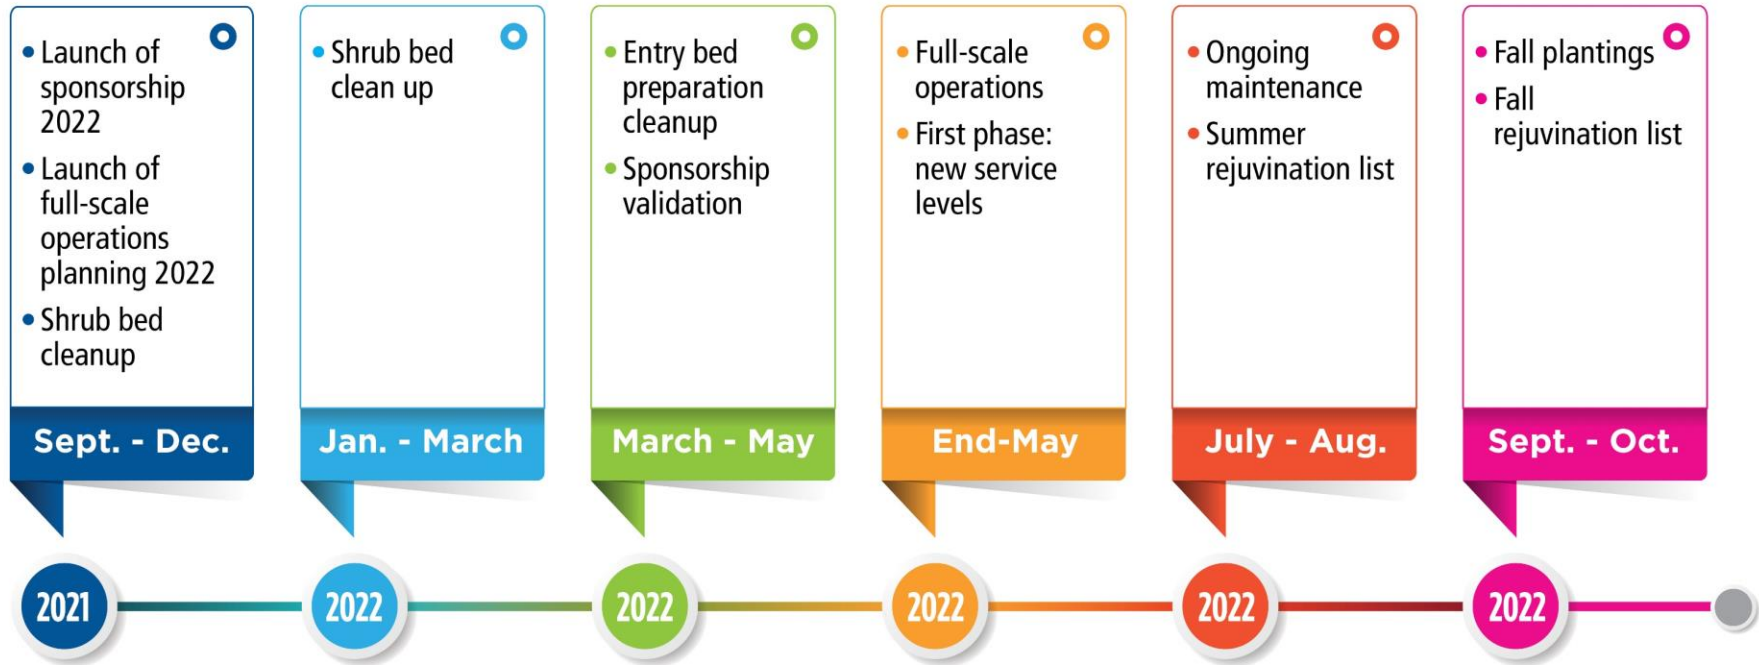 • Launch of
sponsorship
2022
• Launch of
full-scale
operations
planning 2022
• Shrub bed
cleanup
Sept. - Dec.
2021
• Shrub bed
clean up
Jan. - March
2022
• Entry bed
preparation
cleanup
• Sponsorship
validation
March - May
2022
• Full-scale
operations
• First phase:
new service
levels
End-May
2022
• Ongoing
maintenance
• Summer
rejuvination list
July - Aug.
2022
• Fall plantings
• Fall
rejuvination list
Sept. - Oct.
2022